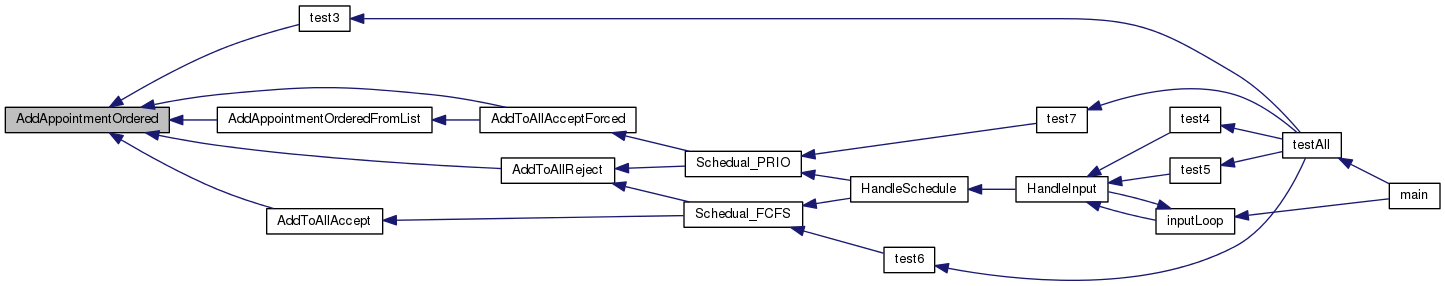 test3
AddAppointmentOrdered
AddAppointmentOrderedFromList
AddToAllAcceptForced
AddToAllReject
AddToAllAccept
Schedual_PRIO
Schedual_FCFS
test7
HandleSchedule
test6
HandleInput
test4
test5
inputLoop
testAll
main